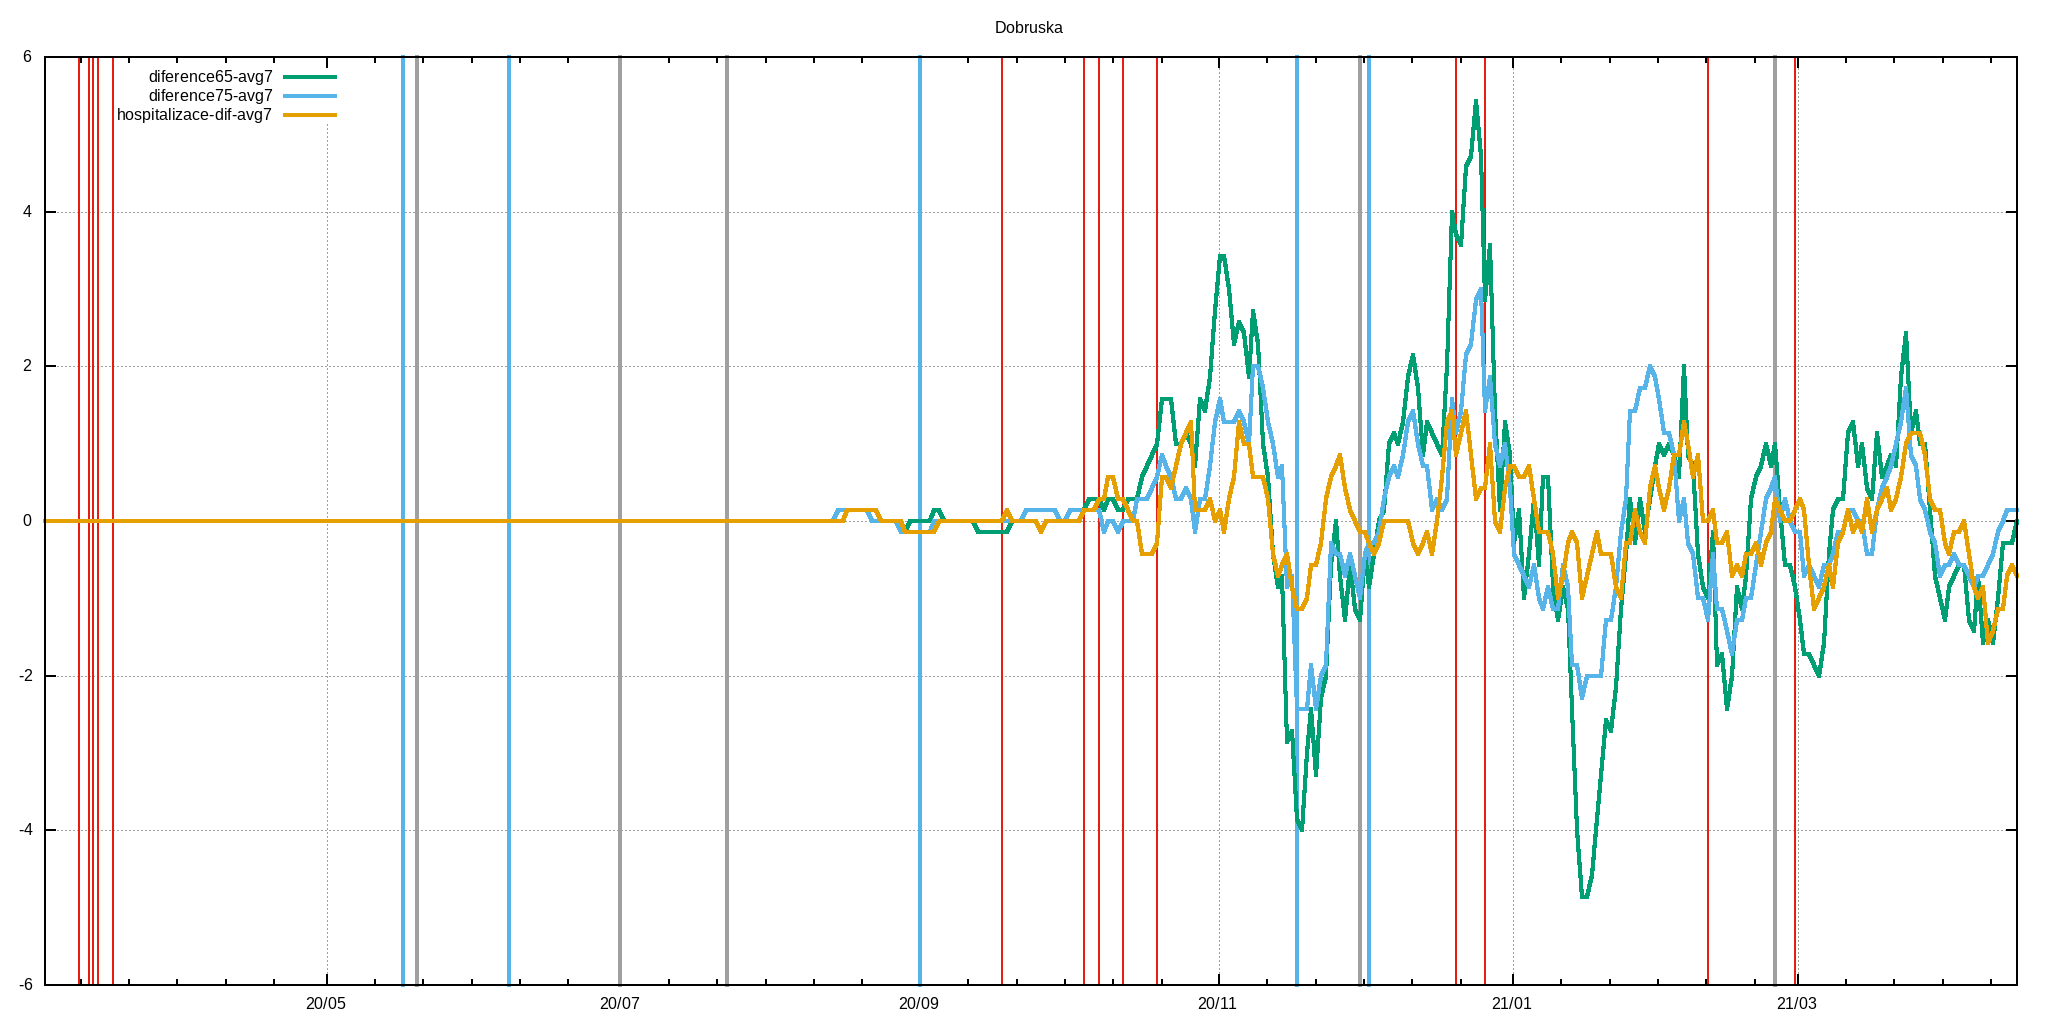 Dobruska
6
diference65-avg7
diference75-avg7
hospitalizace-dif-avg7
4
2
0
-2
-4
-6
20/05 20/07 20/09 20/11 21/01 21/03